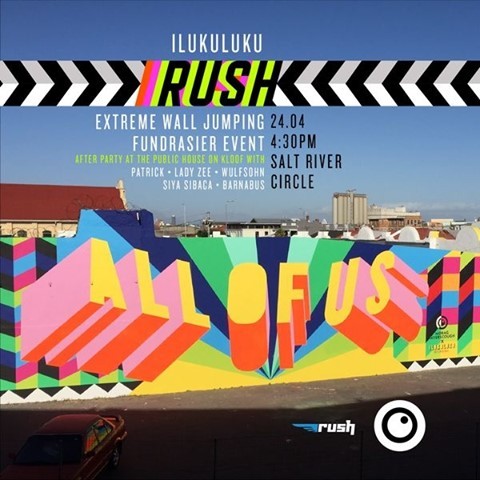 ILUKULUKU
RUSH
EXTREME WALL JUMPING
FUNDRASIER EVENT
AFTER PARTY AT THE PUBLIC HOUSE ON KLOOF WITH
PATRICK • LADY ZEE • WULFSOHN
SIYA SIBACA • BARNABUS
24.04
4:30PM
SALT RIVER
CIRCLE
ALL OF US
rush